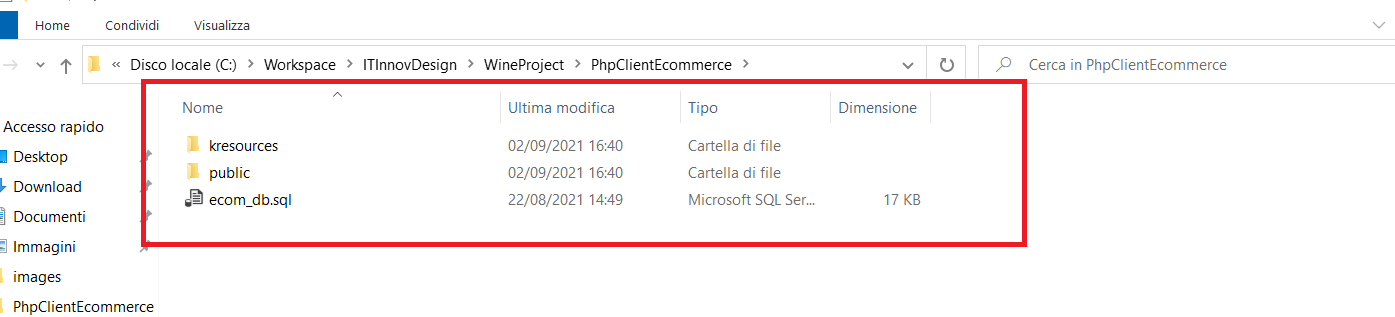 Home Condividi Visualizza
« Disco locale (C:) > Workspace > ITInnovDesign > WineProject > PhpClientEcommerce > Cerca in PhpClientEcommerce
Nome Ultima modifica Tipo Dimensione
Accesso rapido
kresources 02/09/2021 16:40 Cartella di file
Desktop
public 02/09/2021 16:40 Cartella di file
Download
ecom_db.sql 22/08/2021 14:49 Microsoft SQL Ser... 17 KB
Documenti
Immagini
images
PhpClientEcommerce